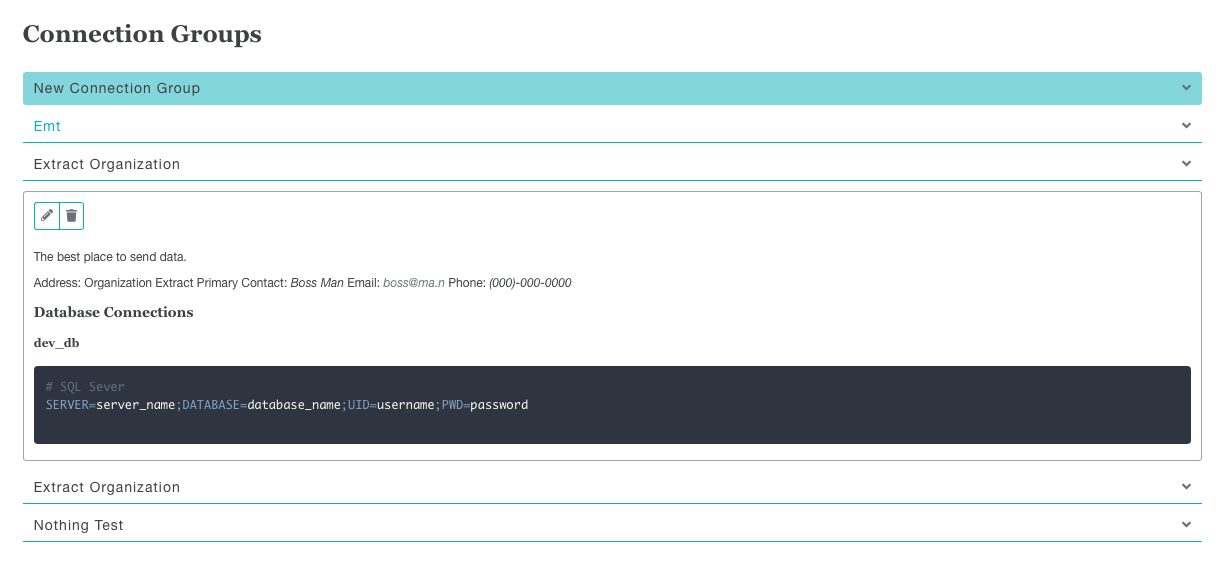 Connection Groups
New Connection Group
Emt
Extract Organization
The best place to send data.
Address: Organization Extract Primary Contact: Boss Man Email: boss@ma.n Phone: (000)-000-0000
Database Connections
dev_db
# SQL Sever
SERVER=server_name;DATABASE=database_name;UID=username;PWD=password
Extract Organization
Nothing Test